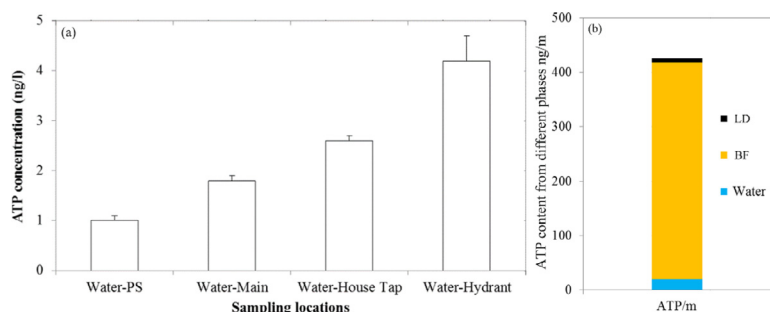 (a)
ATP concentration (ng/l)
5
4
3
2
1
0
Water-PS
Water-Main
Water-House Tap
Water-Hydrant
Sampling locations
(b)
ATP content from different phases ng/m
500
400
300
200
100
0
ATP/m
LD
BF
Water